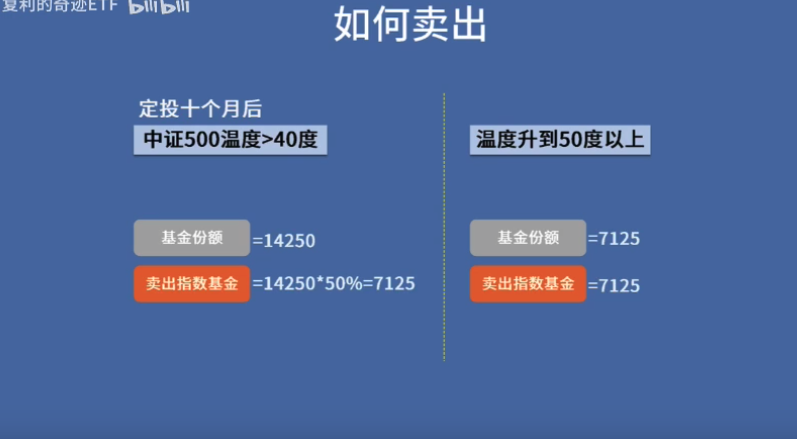 复利的奇迹ETF bilibili
如何卖出
定投十个月后
中证500温度>40度
基金份额 =14250
卖出指数基金 =14250*50%=7125
温度升到50度以上
基金份额 =7125
卖出指数基金 =7125